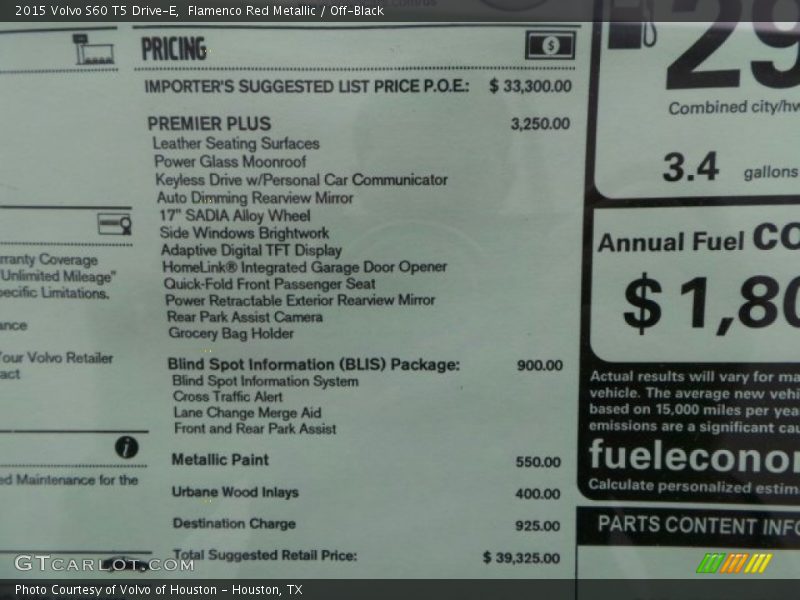 2015 Volvo S60 T5 Drive-E, Flamenco Red Metallic / Off-Black
PRICING
$
IMPORTER'S SUGGESTED LIST PRICE P.O.E.: $ 33,300.00
PREMIER PLUS 3,250.00
Leather Seating Surfaces
Power Glass Moonroof
Keyless Drive w/Personal Car Communicator
Auto Dimming Rearview Mirror
17" SADIA Alloy Wheel
Side Windows Brightwork
Adaptive Digital TFT Display
HomeLink® Integrated Garage Door Opener
Quick-Fold Front Passenger Seat
Power Retractable Exterior Rearview Mirror
Rear Park Assist Camera
Grocery Bag Holder
Blind Spot Information (BLIS) Package: 900.00
Blind Spot Information System
Cross Traffic Alert
Lane Change Merge Aid
Front and Rear Park Assist
Metallic Paint 550.00
Urbane Wood Inlays 400.00
Destination Charge 925.00
Total Suggested Retail Price: $ 39,325.00
rranty Coverage
"Unlimited Mileage"
pecific Limitations.
ance
Your Volvo Retailer
act
i
ed Maintenance for the
29
Combined city/hw
3.4 gallons
Annual Fuel CO
$ 1,80
Actual results will vary for ma
vehicle. The average new vehi
based on 15,000 miles per yea
emissions are a significant cau
fueleconon
Calculate personalized estim
PARTS CONTENT INFO
GTCARLOT.COM
Photo Courtesy of Volvo of Houston - Houston, TX